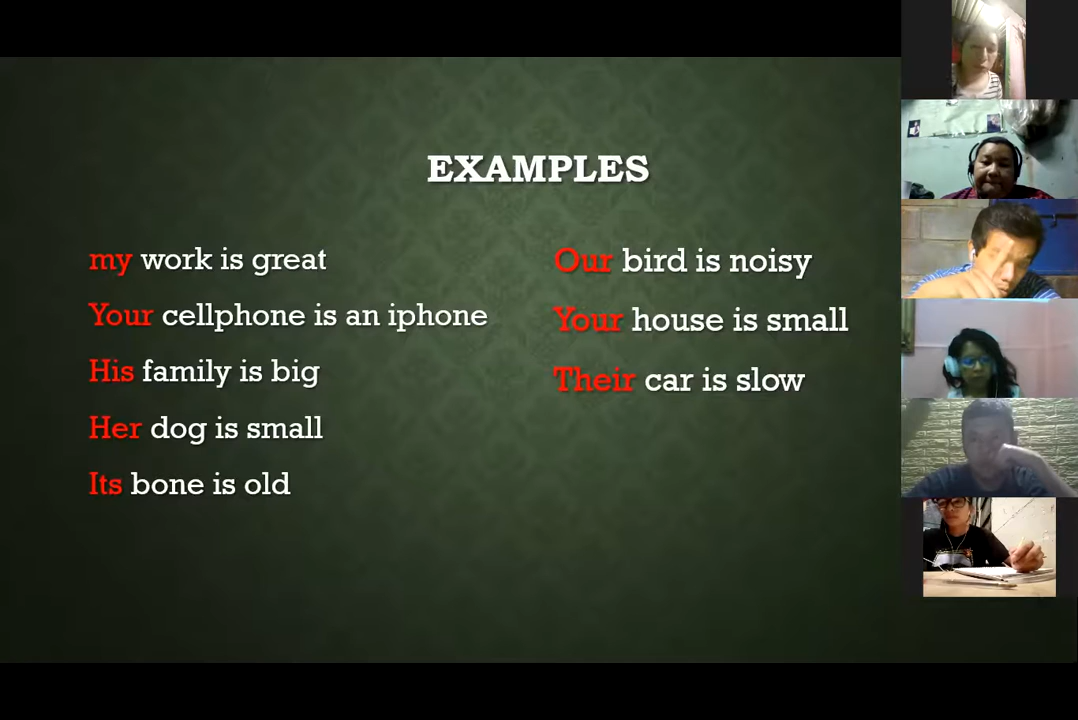 EXAMPLES
my work is great
Your cellphone is an iphone
His family is big
Her dog is small
Its bone is old
Our bird is noisy
Your house is small
Their car is slow